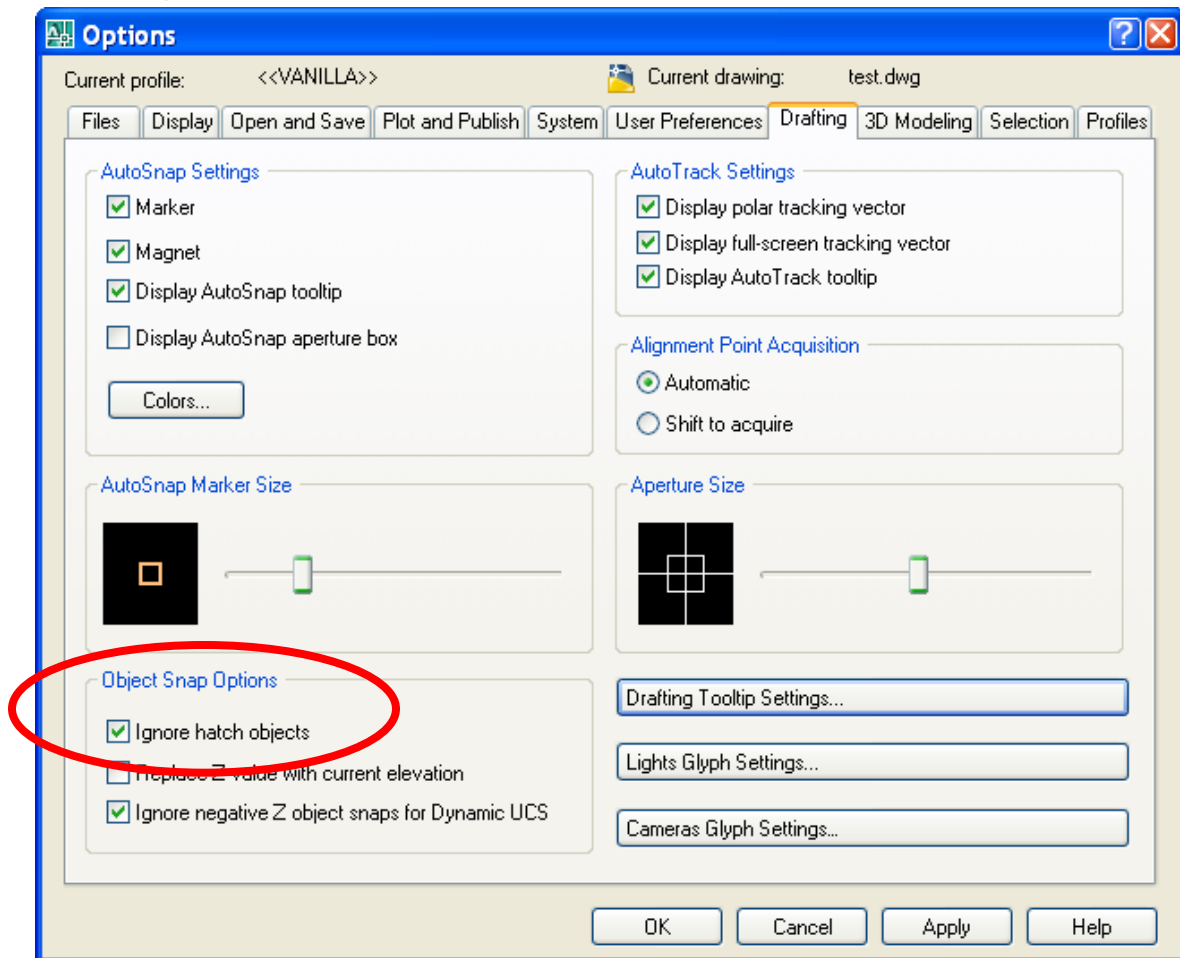 Options
Current profile: <<VANILLA>> Current drawing: test.dwg
Files Display Open and Save Plot and Publish System User Preferences Drafting 3D Modeling Selection Profiles
AutoSnap Settings
Marker
Magnet
Display AutoSnap tooltip
Display AutoSnap aperture box
Colors...
AutoTrack Settings
Display polar tracking vector
Display full-screen tracking vector
Display AutoTrack tooltip
Alignment Point Acquisition
Automatic
Shift to acquire
AutoSnap Marker Size
Aperture Size
Object Snap Options
Ignore hatch objects
Replace Z value with current elevation
Ignore negative Z object snaps for Dynamic UCS
Drafting Tooltip Settings...
Lights Glyph Settings...
Cameras Glyph Settings...
OK Cancel Apply Help